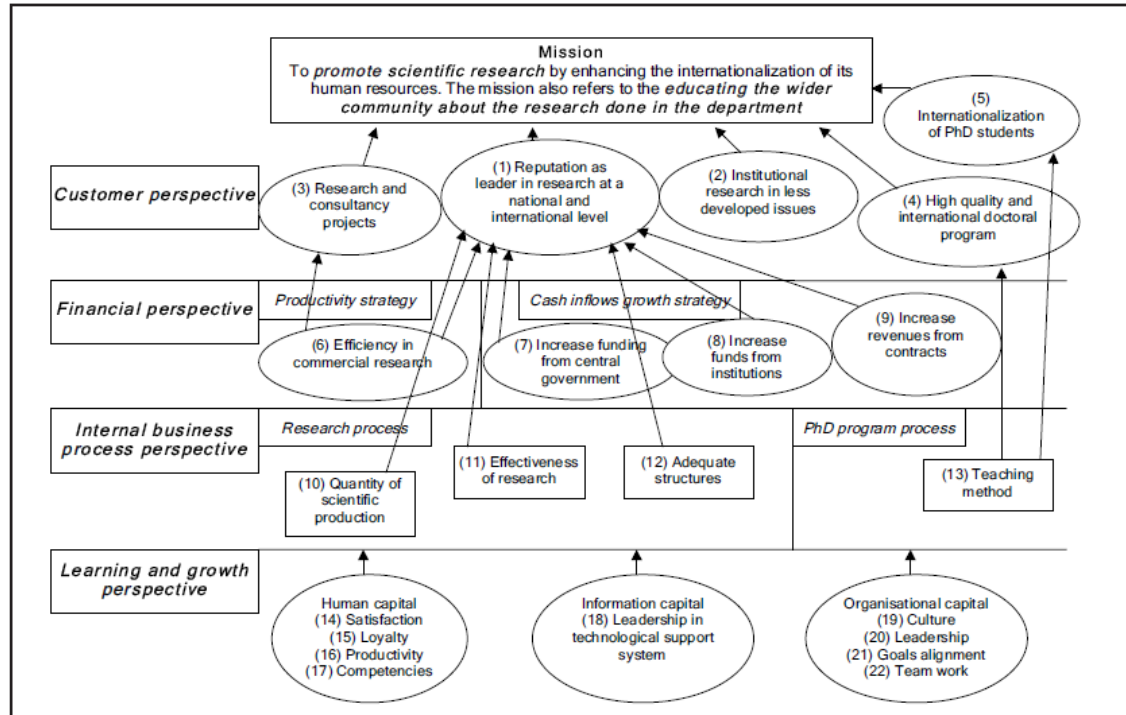 Mission
To promote scientific research by enhancing the internationalization of its
human resources. The mission also refers to the educating the wider
community about the research done in the department
(5)
Internationalization
of PhD students
Customer perspective
(3) Research and
consultancy
projects
(1) Reputation as
leader in research at a
national and
international level
(2) Institutional
research in less
developed issues
(4) High quality and
international doctoral
program
Financial perspective
Productivity strategy
Cash inflows growth strategy
(6) Efficiency in
commercial research
(7) Increase funding
from central
government
(8) Increase
funds from
institutions
(9) Increase
revenues from
contracts
Internal business
process perspective
Research process
PhD program process
(10) Quantity of
scientific
production
(11) Effectiveness
of research
(12) Adequate
structures
(13) Teaching
method
Learning and growth
perspective
Human capital
(14) Satisfaction
(15) Loyalty
(16) Productivity
(17) Competencies
Information capital
(18) Leadership in
technological support
system
Organisational capital
(19) Culture
(20) Leadership
(21) Goals alignment
(22) Team work